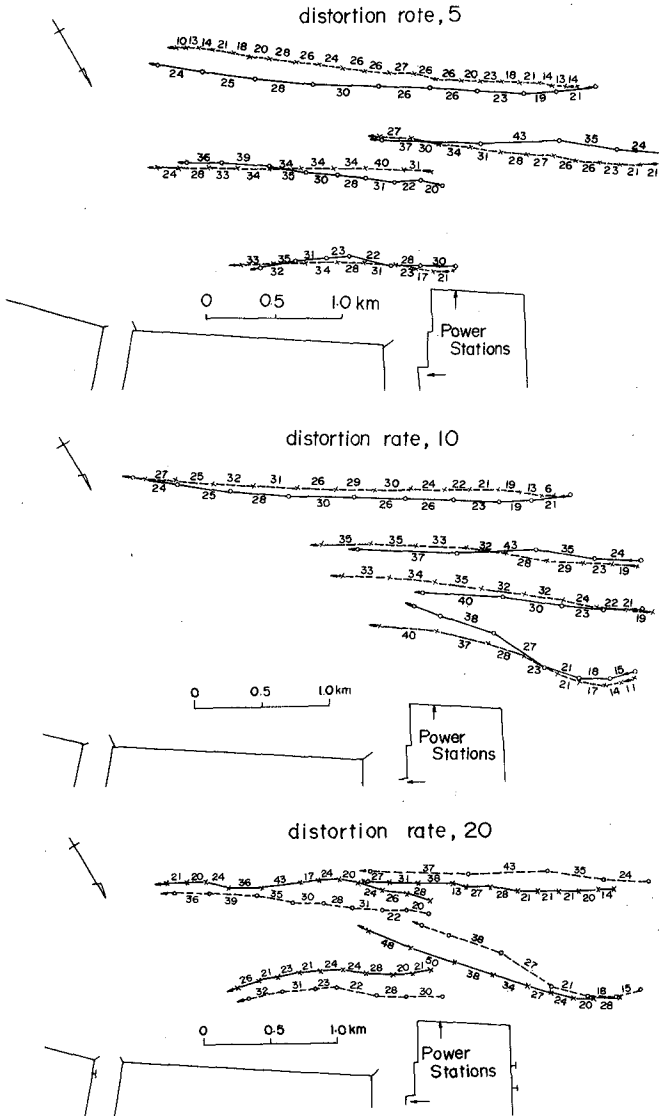 distortion rote, 5
10 13 14 21 18 20 28 26 24 26 26 27 26 26 20 23 18 21 14 13 14
24 25 28 30 26 26 23 19 21
27 43 35 24
37 30 34 31 28 27 26 26 23 21 21
36 39 34 34 34 40 31
24 28 33 34 35 30 28 31 22 20
33 35 31 23 22 28 30
32 34 28 31 23 17 21
0 0.5 1.0 km
Power
Stations
distortion rate, 10
27 25 32 31 26 29 30 24 22 21 19 13 6
24 25 28 30 26 26 23 19 21
35 35 33 32 43 35 24
37 28 29 23 19
33 34 35 32 32 24 22 21
40 30 23 19
38 27 21 18 15
40 37 28 23 21 17 14 11
0 0.5 1.0 km
Power
Stations
distortion rate, 20
37 43 35 24
21 20 24 36 43 17 24 20 27 31 38 13 27 28 21 21 21 20 14
24 26 28
36 39 35 30 28 31 22 20
38 27 21 18 15
48 38 34 27 24 20 28
26 21 23 21 24 24 28 20 21 50
32 31 23 22 28 30
0 0.5 1.0 km
Power
Stations